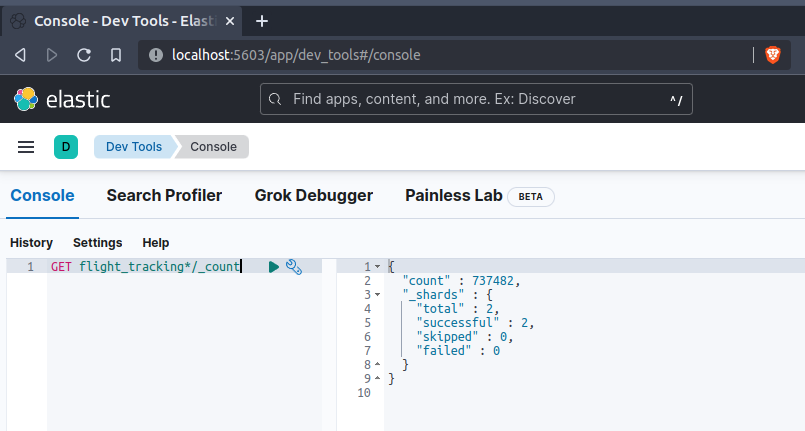 Console - Dev Tools - Elasti
localhost:5603/app/dev_tools#/console
elastic
Find apps, content, and more. Ex: Discover ^/
D Dev Tools Console
Console Search Profiler Grok Debugger Painless Lab BETA
History Settings Help
1 GET flight_tracking*/_count
1 {
2 "count" : 737482,
3 "_shards" : {
4 "total" : 2,
5 "successful" : 2,
6 "skipped" : 0,
7 "failed" : 0
8 }
9 }
10